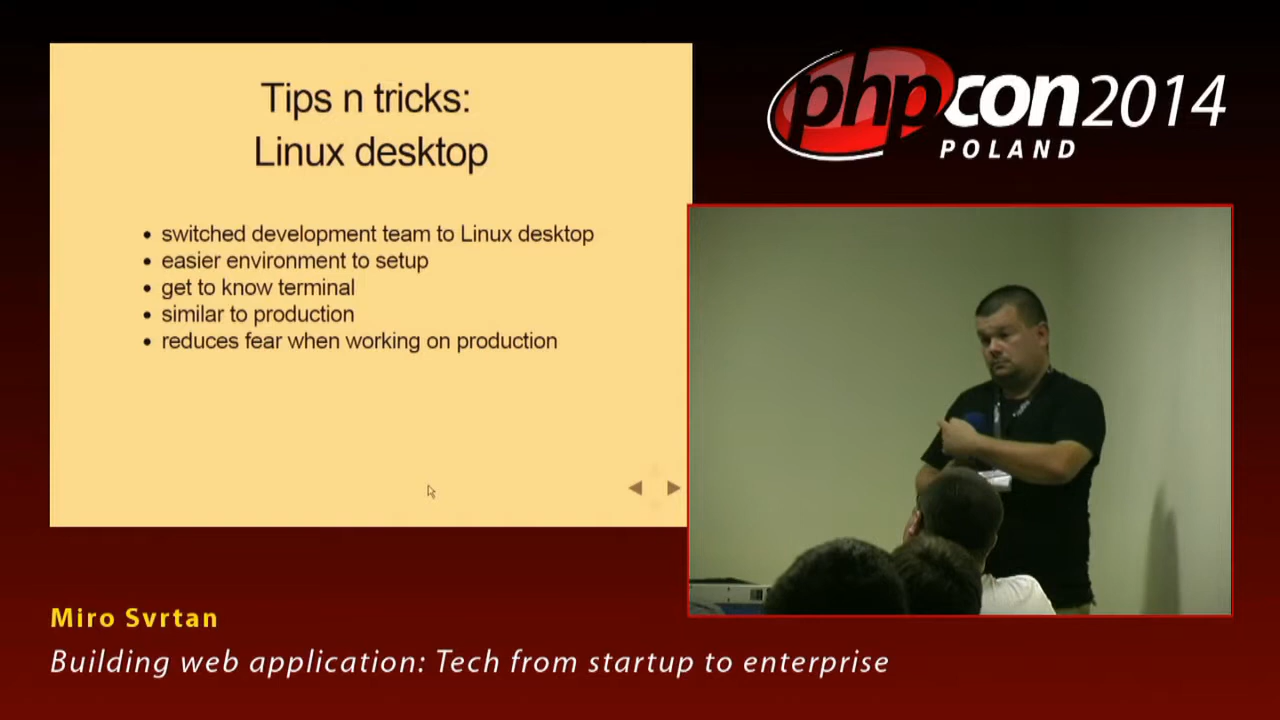 Tips n tricks:
Linux desktop
switched development team to Linux desktop
easier environment to setup
get to know terminal
similar to production
reduces fear when working on production
phpcon2014
POLAND
Miro Svrtan
Building web application: Tech from startup to enterprise